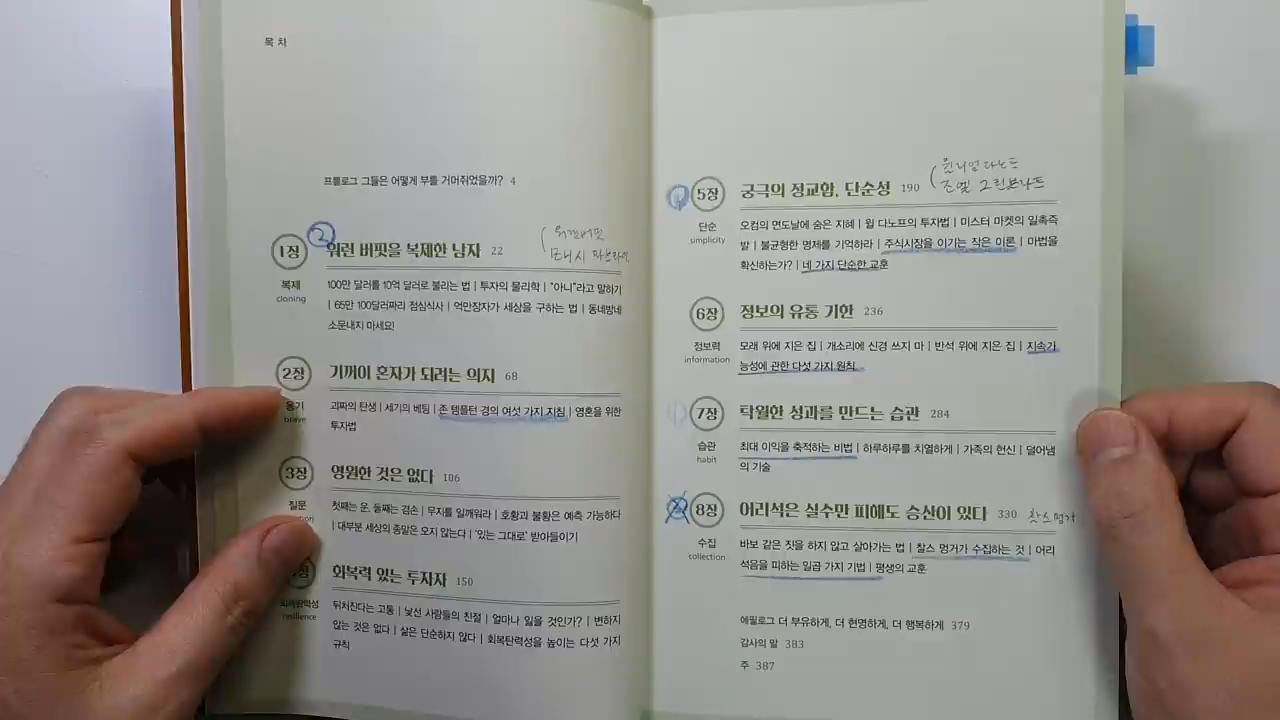 목차
프롤로그 그들은 어떻게 부를 거머쥐었을까? 4
②
1장 워런 버핏을 복제한 남자 22
(워렌버핏
모니시 파브라이
복제
cloning
100만 달러를 10억 달러로 불리는 법 | 투자의 물리학 | "아니"라고 말하기
| 65만 100달러짜리 점심식사 | 억만장자가 세상을 구하는 법 | 동네방네
소문내지 마세요!
2장 기꺼이 혼자가 되려는 의지 68
용기
brave
괴짜의 탄생 | 세기의 베팅 | 존 템플턴 경의 여섯 가지 지침 | 영혼을 위한
투자법
3장 영원한 것은 없다 106
질문
첫째는 운, 둘째는 겸손 | 무지를 일깨워라 | 호황과 불황은 예측 가능하다
| 대부분 세상의 종말은 오지 않는다 | '있는 그대로' 받아들이기
회복력 있는 투자자 150
resilience
뒤처진다는 고통 | 낯선 사람들의 친절 | 얼마나 잃을 것인가? | 변하지
않는 것은 없다 | 삶은 단순하지 않다 | 회복탄력성을 높이는 다섯 가지
규칙
5장 궁극의 정교함, 단순성 190
조엘 그린블라트
단순
simplicity
오컴의 면도날에 숨은 지혜 | 윌 다노프의 투자법 | 미스터 마켓의 일촉즉
발 | 불균형한 명제를 기억하라 | 주식시장을 이기는 작은 이론 | 마법을
확신하는가? | 네 가지 단순한 교훈
6장 정보의 유통 기한 236
정보력
information
모래 위에 지은 집 | 개소리에 신경 쓰지 마 | 반석 위에 지은 집 | 지속가
능성에 관한 다섯 가지 원칙
7장 탁월한 성과를 만드는 습관 284
습관
habit
최대 이익을 축적하는 비법 | 하루하루를 치열하게 | 가족의 헌신 | 덜어냄
의 기술
8장 어리석은 실수만 피해도 승산이 있다 330 찰스멍거
수집
collection
바보 같은 짓을 하지 않고 살아가는 법 | 찰스 멍거가 수집하는 것 | 어리
석음을 피하는 일곱 가지 기법 | 평생의 교훈
에필로그 더 부유하게, 더 현명하게, 더 행복하게 379
감사의 말 383
주 387